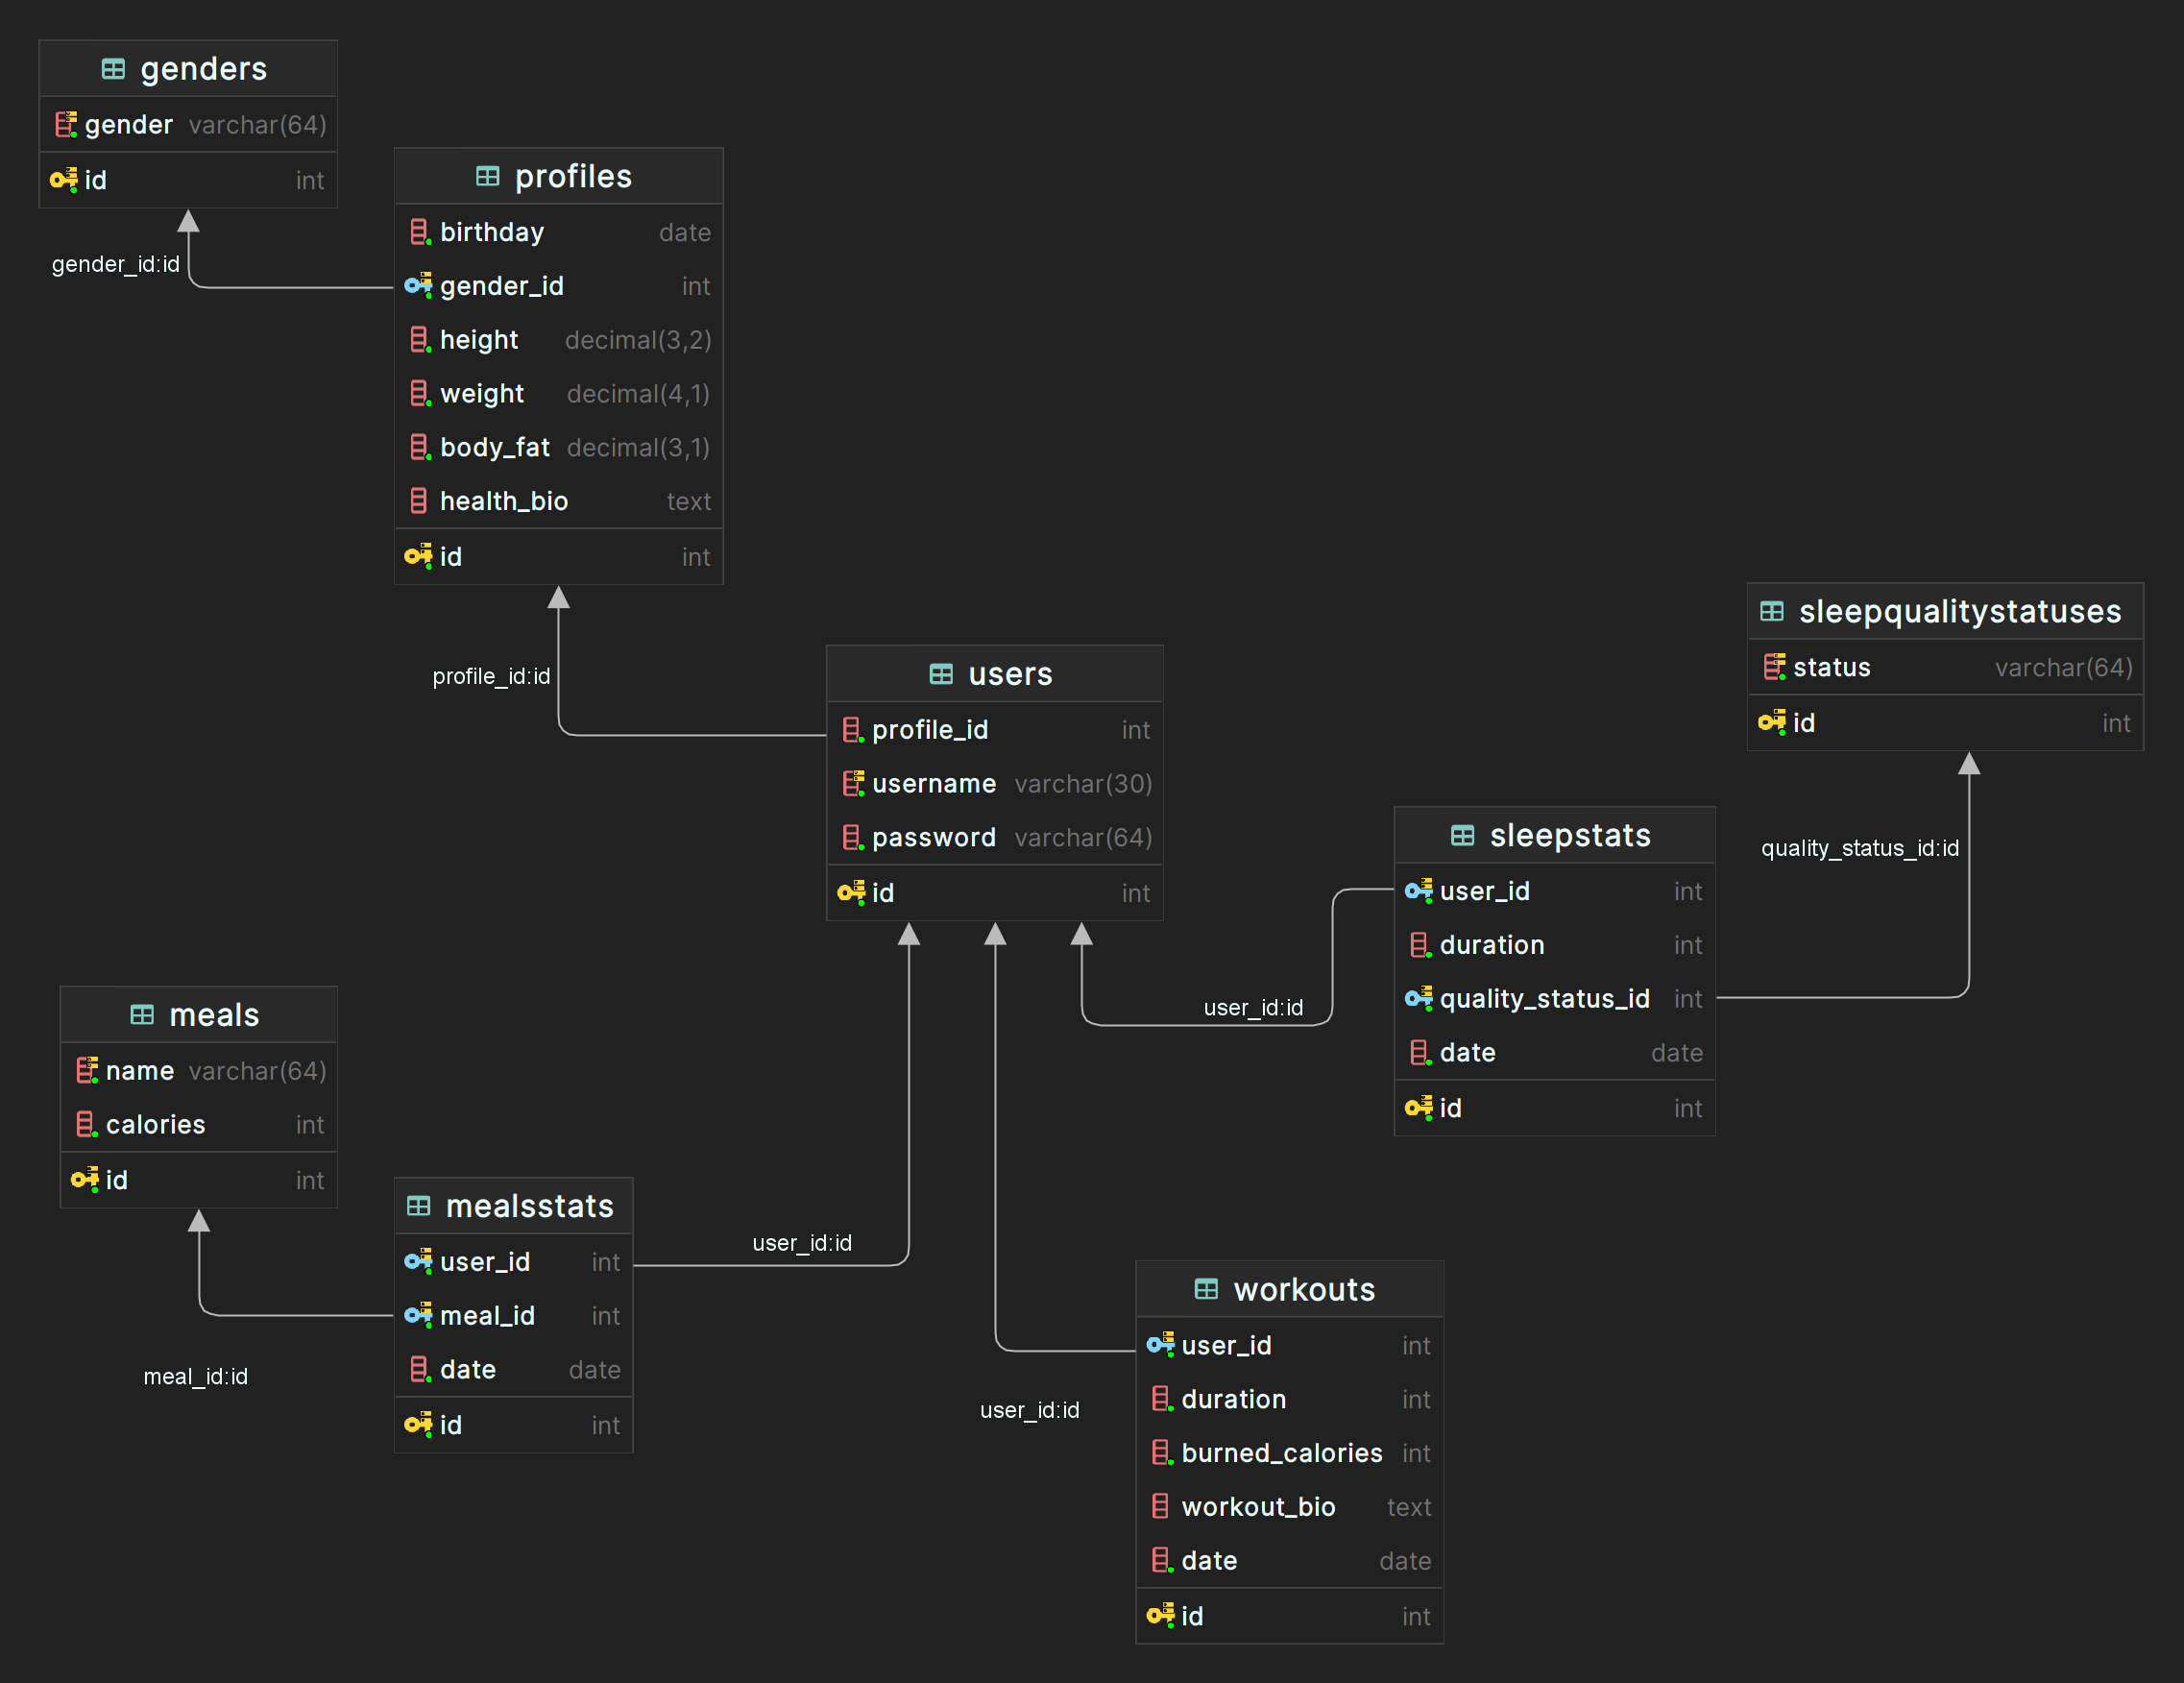 genders
gender varchar(64)
id int
gender_id:id
profiles
birthday date
gender_id int
height decimal(3,2)
weight decimal(4,1)
body_fat decimal(3,1)
health_bio text
id int
profile_id:id
users
profile_id int
username varchar(30)
password varchar(64)
id int
sleepqualitystatuses
status varchar(64)
id int
quality_status_id:id
sleepstats
user_id int
duration int
quality_status_id int
date date
id int
user_id:id
meals
name varchar(64)
calories int
id int
meal_id:id
mealsstats
user_id int
meal_id int
date date
id int
user_id:id
workouts
user_id int
duration int
burned_calories int
workout_bio text
date date
id int
user_id:id